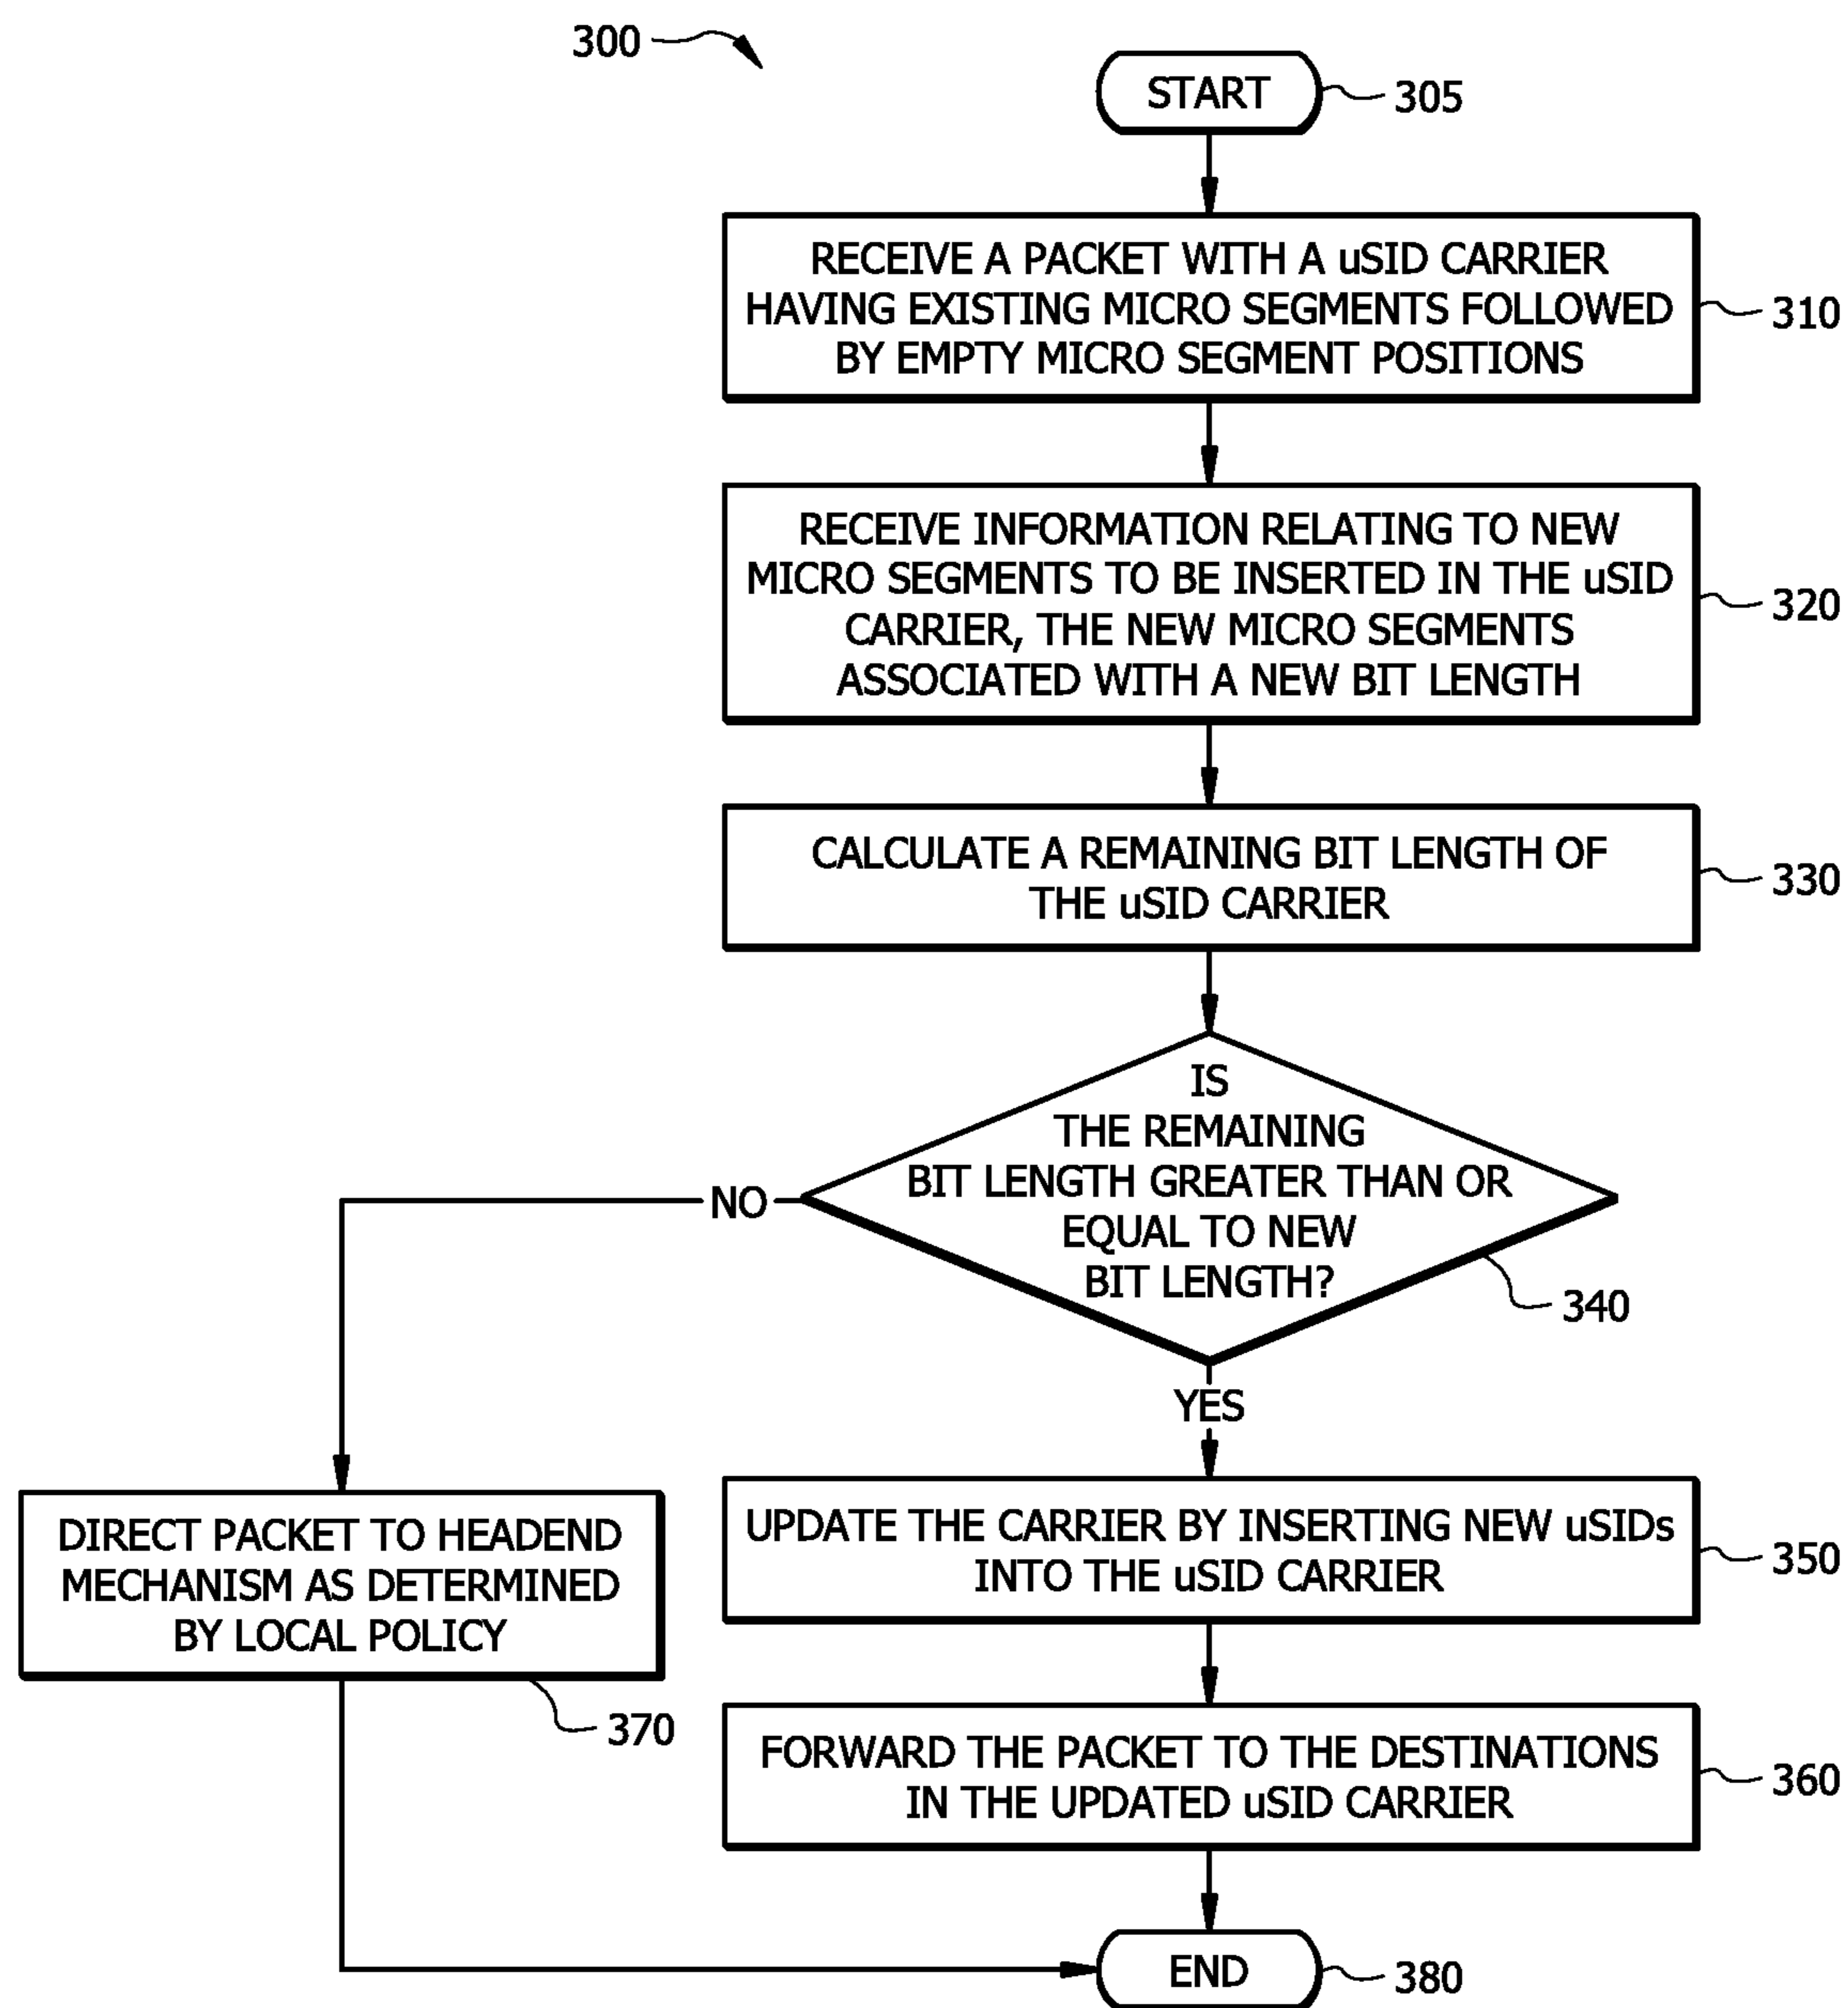 300
START
305
RECEIVE A PACKET WITH A uSID CARRIER
HAVING EXISTING MICRO SEGMENTS FOLLOWED
BY EMPTY MICRO SEGMENT POSITIONS
310
RECEIVE INFORMATION RELATING TO NEW
MICRO SEGMENTS TO BE INSERTED IN THE uSID
CARRIER, THE NEW MICRO SEGMENTS
ASSOCIATED WITH A NEW BIT LENGTH
320
CALCULATE A REMAINING BIT LENGTH OF
THE uSID CARRIER
330
IS
THE REMAINING
BIT LENGTH GREATER THAN OR
EQUAL TO NEW
BIT LENGTH?
340
NO
YES
UPDATE THE CARRIER BY INSERTING NEW uSIDs
INTO THE uSID CARRIER
350
DIRECT PACKET TO HEADEND
MECHANISM AS DETERMINED
BY LOCAL POLICY
370
FORWARD THE PACKET TO THE DESTINATIONS
IN THE UPDATED uSID CARRIER
360
END
380